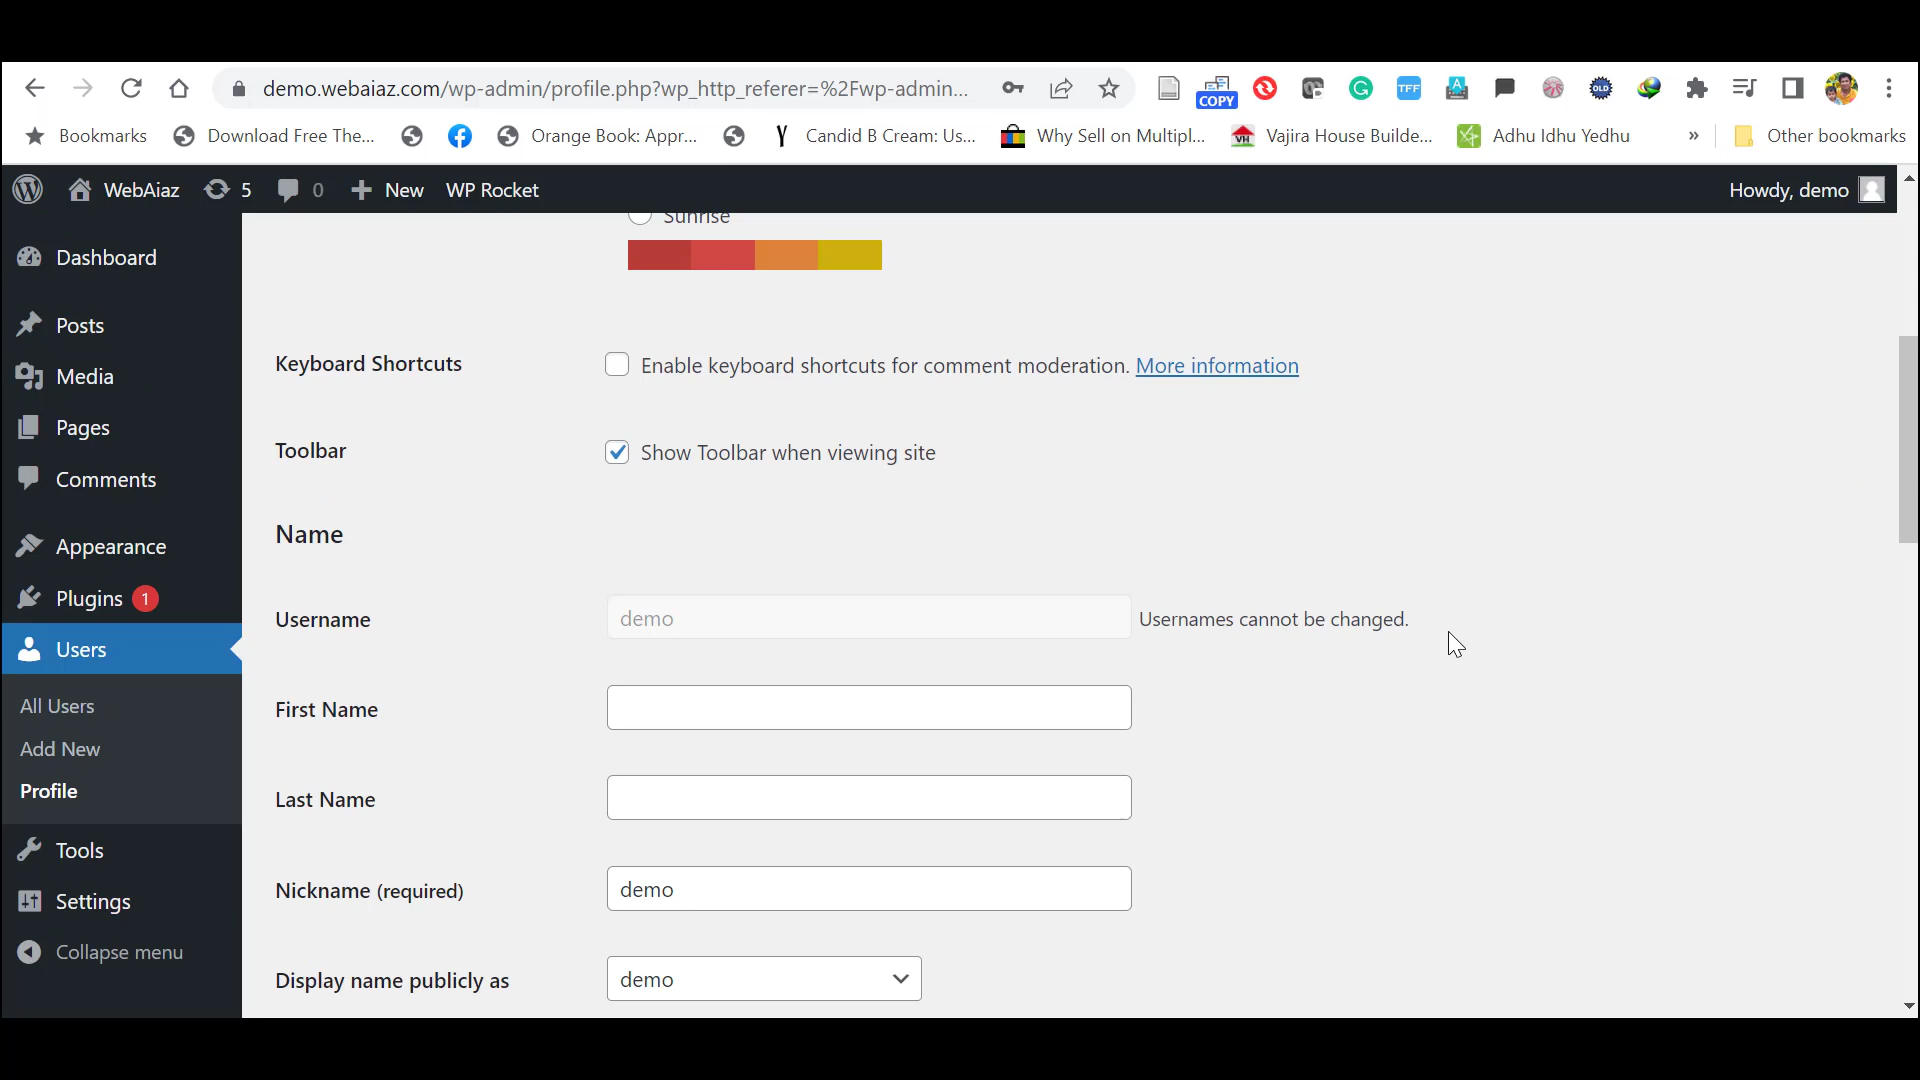 demo.webaiaz.com/wp-admin/profile.php?wp_http_referer=%2Fwp-admin...
COPY
TFF
OLD
Bookmarks
Download Free The...
Orange Book: Appr...
Candid B Cream: Us...
Why Sell on Multipl...
VH
Vajira House Builde...
Adhu Idhu Yedhu
»
Other bookmarks
WebAiaz
5
0
New
WP Rocket
Howdy, demo
Dashboard
Posts
Media
Pages
Comments
Appearance
Plugins 1
Users
All Users
Add New
Profile
Tools
Settings
Collapse menu
Sunrise
Keyboard Shortcuts
Enable keyboard shortcuts for comment moderation. More information
Toolbar
Show Toolbar when viewing site
Name
Username
demo
Usernames cannot be changed.
First Name
Last Name
Nickname (required)
demo
Display name publicly as
demo